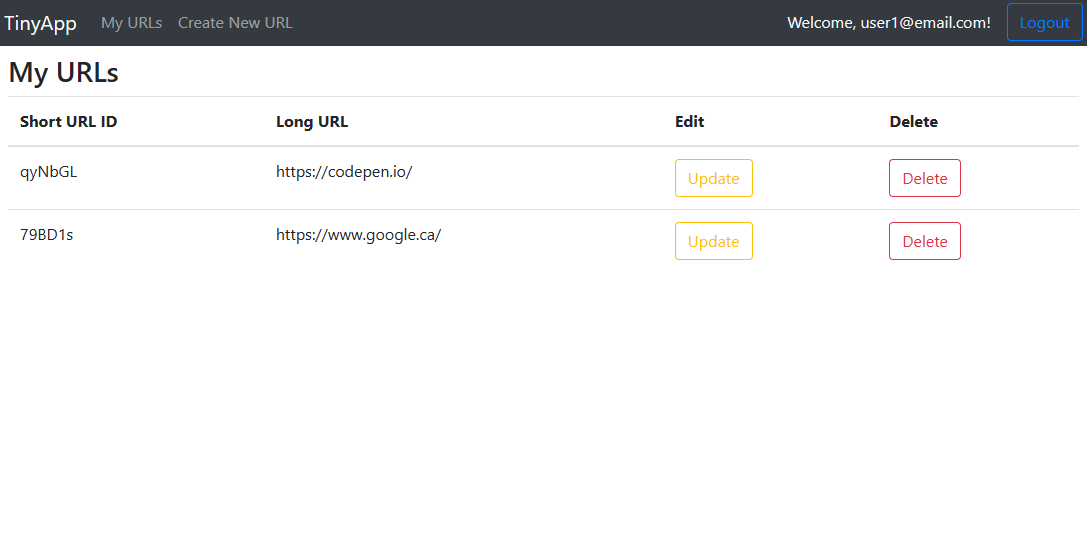 TinyApp My URLs Create New URL Welcome, user1@email.com! Logout
My URLs
Short URL ID Long URL Edit Delete
qyNbGL https://codepen.io/ Update Delete
79BD1s https://www.google.ca/ Update Delete